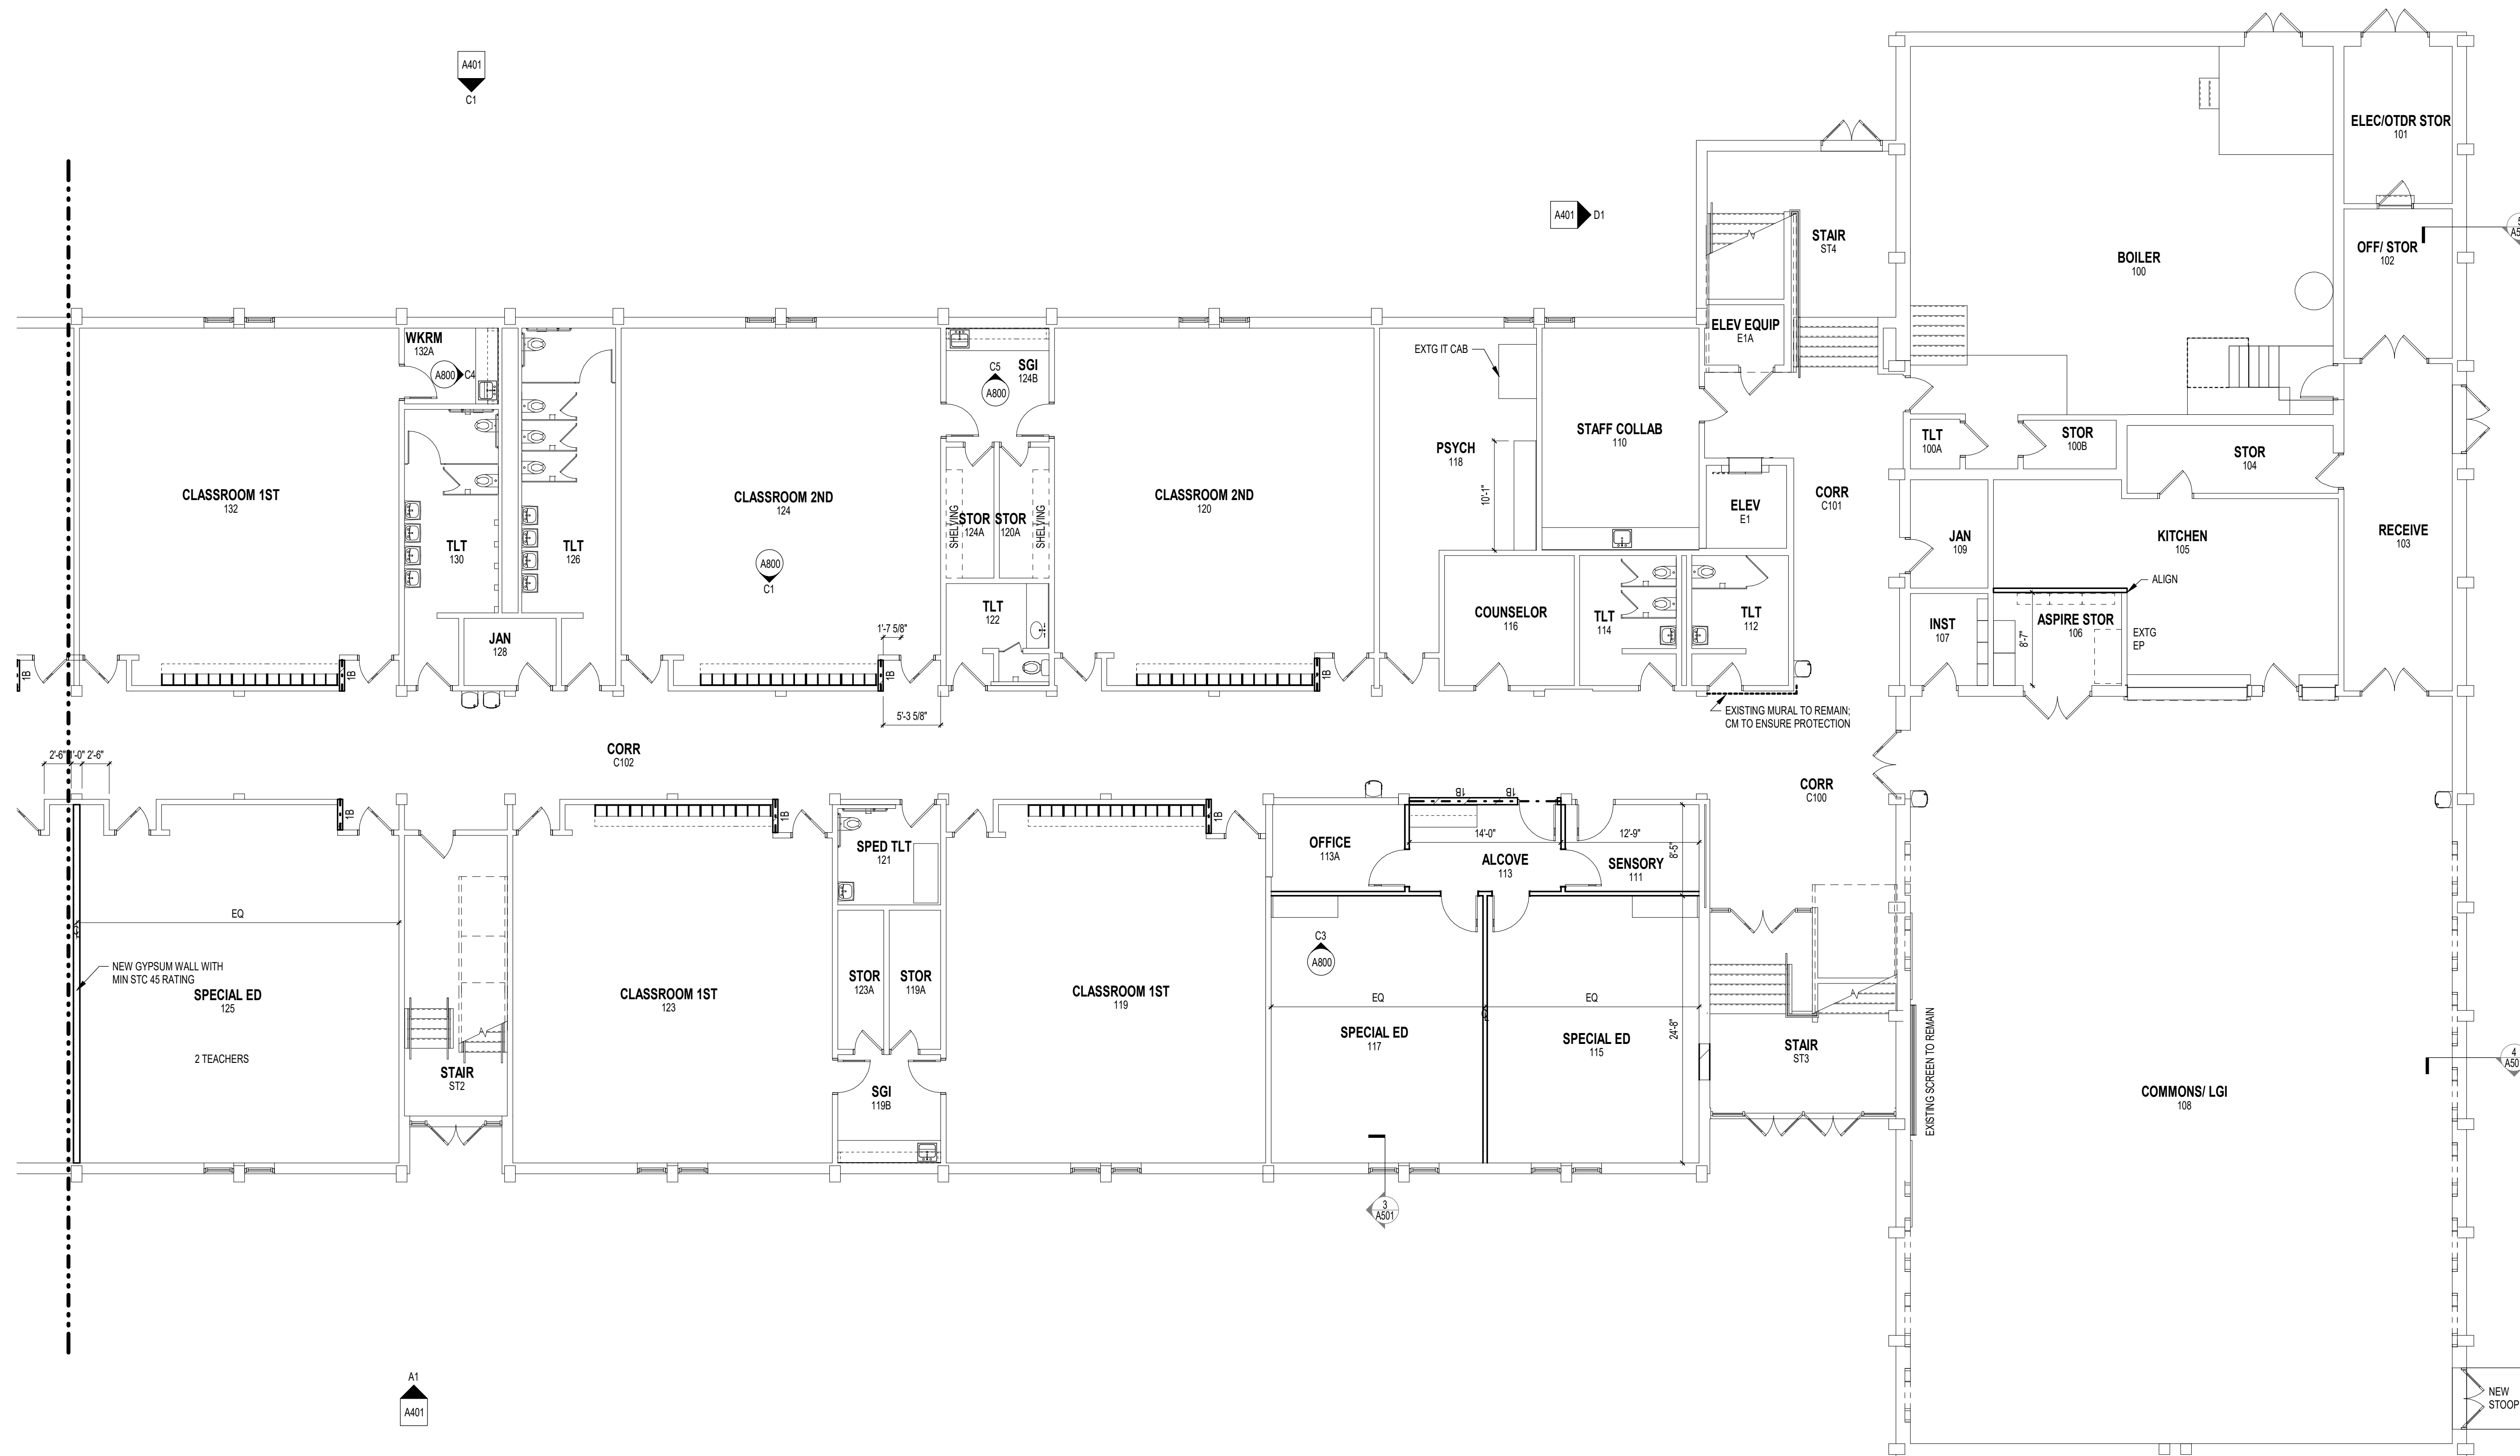 A401
C1
ELEC/OTDR STOR
101
A401
D1
STAIR
ST4
OFF/ STOR
102
BOILER
100
ELEV EQUIP
E1A
WKRM
132A
A800
C4
C5
A800
SGI
124B
EXTG IT CAB
PSYCH
118
10'-1"
STAFF COLLAB
110
TLT
100A
STOR
100B
STOR
104
CLASSROOM 1ST
132
CLASSROOM 2ND
124
CLASSROOM 2ND
120
SHELVING
STOR
124A
STOR
120A
SHELVING
ELEV
E1
CORR
C101
JAN
109
KITCHEN
105
RECEIVE
103
TLT
130
TLT
126
A800
C1
ALIGN
TLT
122
COUNSELOR
116
TLT
114
TLT
112
INST
107
ASPIRE STOR
106
8'-7"
EXTG
EP
JAN
128
1'-7 5/8"
1B
1B
1B
1B
5'-3 5/8"
EXISTING MURAL TO REMAIN;
CM TO ENSURE PROTECTION
2'-6"
1'-0"
2'-6"
CORR
C102
CORR
C100
1B
1B
1B
1B
1B
SPED TLT
121
OFFICE
113A
14'-0"
12'-9"
8'-5"
ALCOVE
113
SENSORY
111
EQ
NEW GYPSUM WALL WITH
MIN STC 45 RATING
SPECIAL ED
125
2 TEACHERS
STAIR
ST2
CLASSROOM 1ST
123
STOR
123A
STOR
119A
CLASSROOM 1ST
119
C3
A800
EQ
EQ
SPECIAL ED
117
SPECIAL ED
115
24'-8"
STAIR
ST3
EXISTING SCREEN TO REMAIN
SGI
119B
4
A50
COMMONS/ LGI
108
3
A501
A1
A401
NEW
STOOP